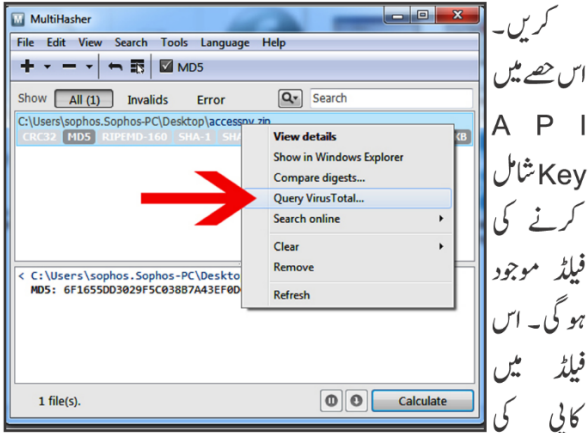 MultiHasher
File Edit View Search Tools Language Help
MD5
Show All (1) Invalids Error Search
C:\Users\sophos.Sophos-PC\Desktop\accessnv.zip
CRC32 MD5 RIPEMD-160 SHA-1
View details
Show in Windows Explorer
Compare digests...
Query VirusTotal...
Search online
Clear
Remove
Refresh
< C:\Users\sophos.Sophos-PC\Deskto
MD5: 6F1655DD3029F5C038B7A43EF0D
1 file(s).
Calculate
کریں۔
اس حصے میں
A P I
Key شامل
کرنے کی
فیلڈ موجود
ہو گی۔ اس
فیلڈ میں
کاپی کی